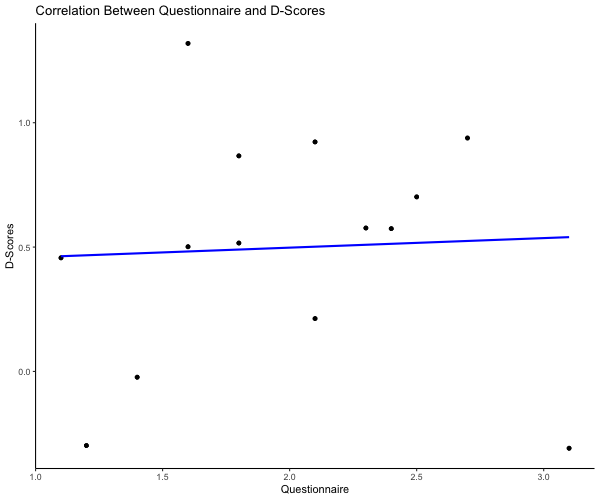 Correlation Between Questionnaire and D-Scores
D-Scores
1.0
0.5
0.0
1.0 1.5 2.0 2.5 3.0
Questionnaire